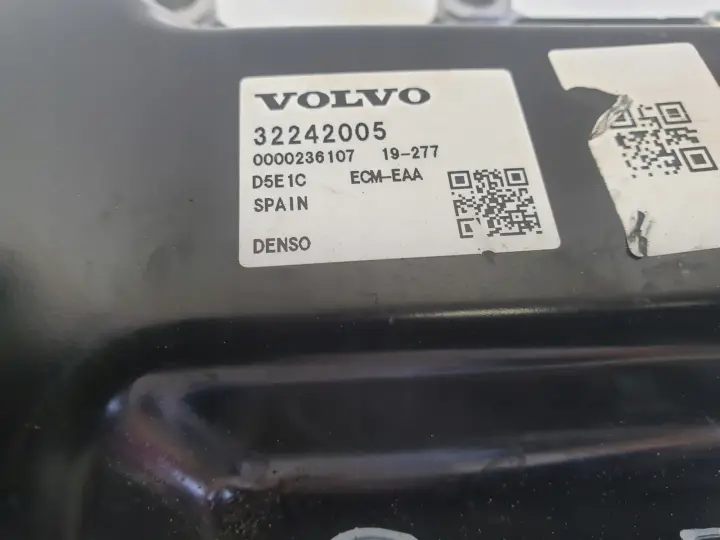 VOLVO
32242005
0000236107 19-277
D5E1C ECM-EAA
SPAIN
DENSO